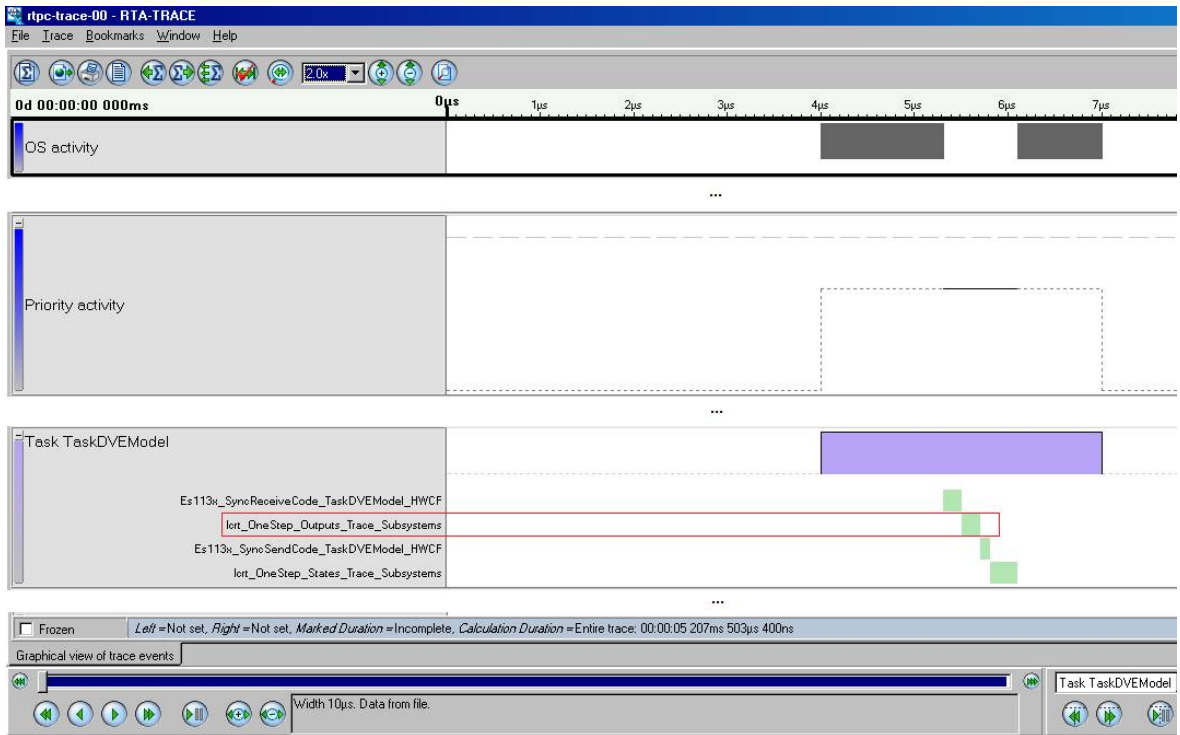 rtpc-trace-00 - RTA-TRACE
File Trace Bookmarks Window Help
2.0x
0d 00:00:00 000ms 0µs 1µs 2µs 3µs 4µs 5µs 6µs 7µs
OS activity
...
Priority activity
...
Task TaskDVEModel
Es113x_SyncReceiveCode_TaskDVEModel_HWCF
lcrt_OneStep_Outputs_Trace_Subsystems
Es113x_SyncSendCode_TaskDVEModel_HWCF
lcrt_OneStep_States_Trace_Subsystems
...
Frozen Left =Not set, Right =Not set, Marked Duration =Incomplete, Calculation Duration =Entire trace: 00:00:05 207ms 503µs 400ns
Graphical view of trace events
Task TaskDVEModel
Width 10µs. Data from file.